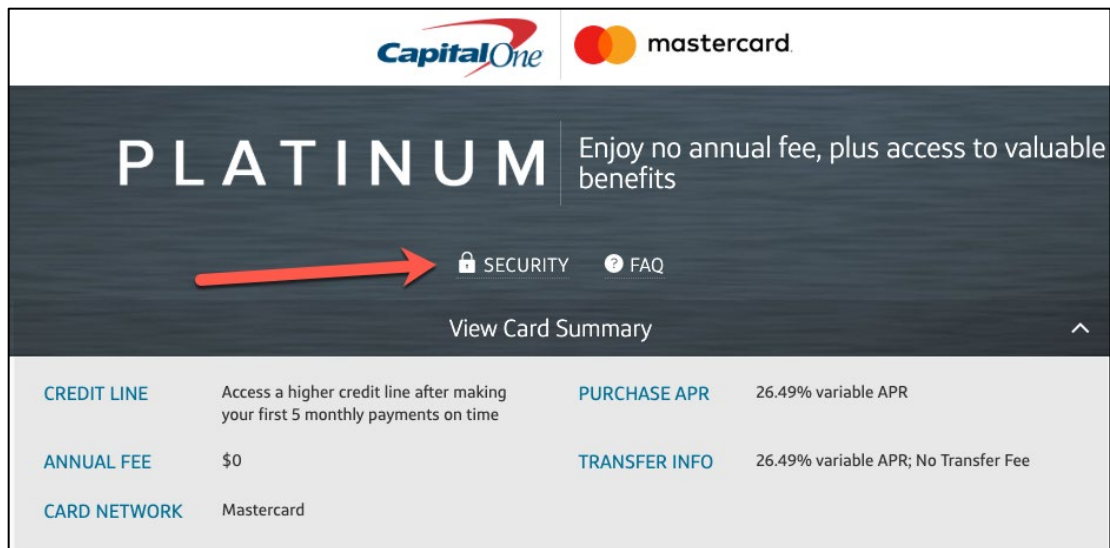 CapitalOne
mastercard.
PLATINUM
Enjoy no annual fee, plus access to valuable
benefits
SECURITY
? FAQ
View Card Summary
CREDIT LINE
Access a higher credit line after making
your first 5 monthly payments on time
PURCHASE APR
26.49% variable APR
ANNUAL FEE
$0
TRANSFER INFO
26.49% variable APR; No Transfer Fee
CARD NETWORK
Mastercard